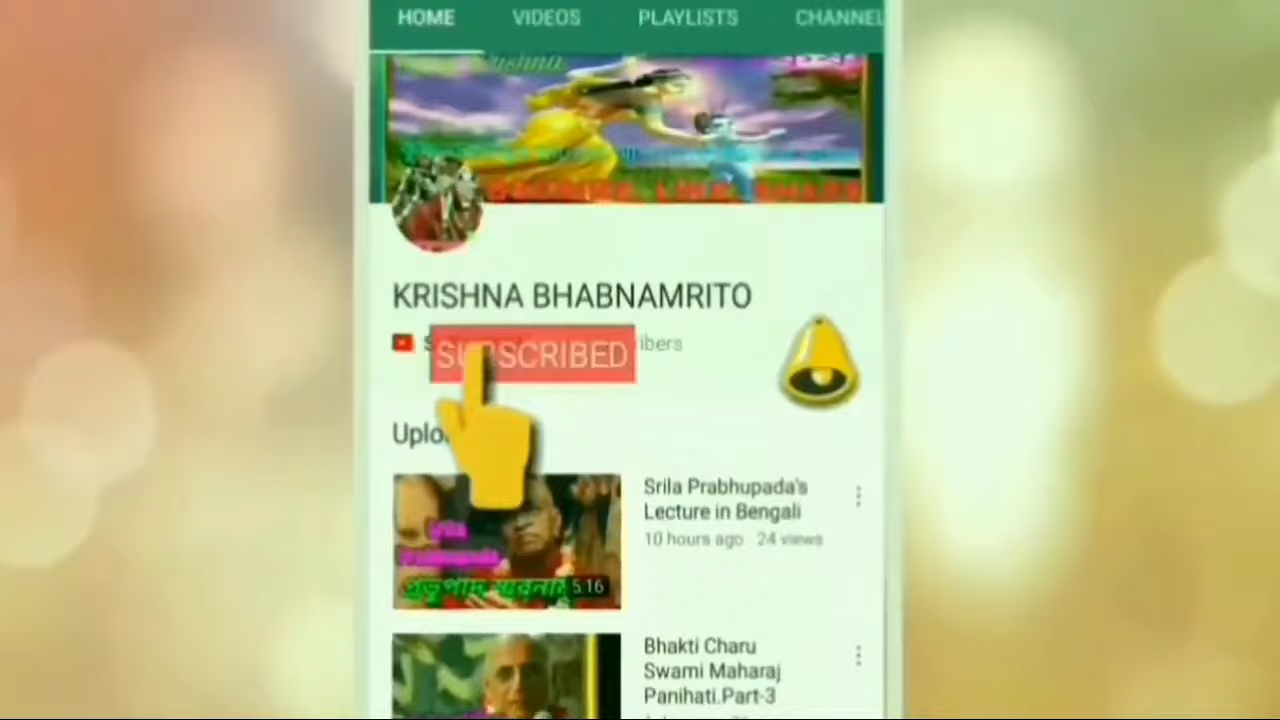 HOME VIDEOS PLAYLISTS CHANNEL
KRISHNA BHABNAMRITO
SUBSCRIBED
Srila Prabhupada's
Lecture in Bengali
10 hours ago 24 views
5:16
Bhakti Charu
Swami Maharaj
Panihati.Part-3